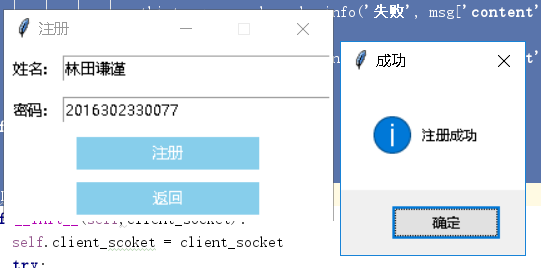 info('失败', msg['content'
注册
姓名: 林田谦谨
密码: 2016302330077
注册
返回
成功
注册成功
确定
__init__(self,client_socket):
self.client_scoket = client_socket
try: